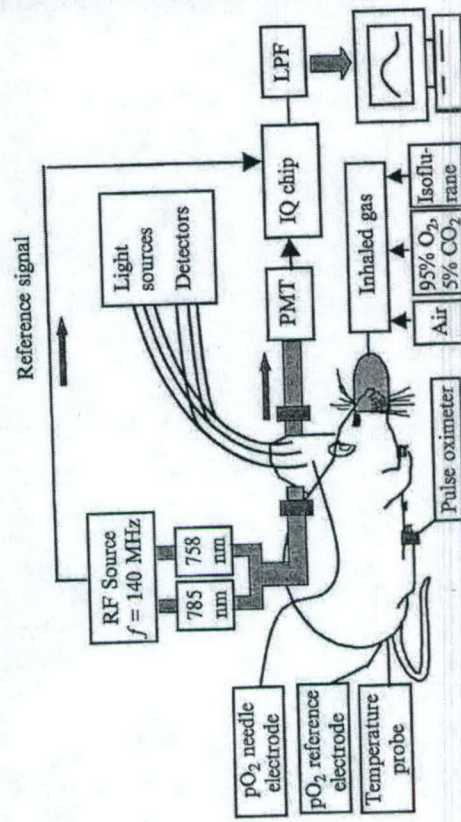 Reference signal
RF Source
f = 140 MHz
785
nm
758
nm
Light
sources
Detectors
PMT
IQ chip
LPF
pO₂ needle
electrode
pO₂ reference
electrode
Temperature
probe
Inhaled gas
Air
95% O₂,
5% CO₂
Isoflu-
rane
Pulse oximeter